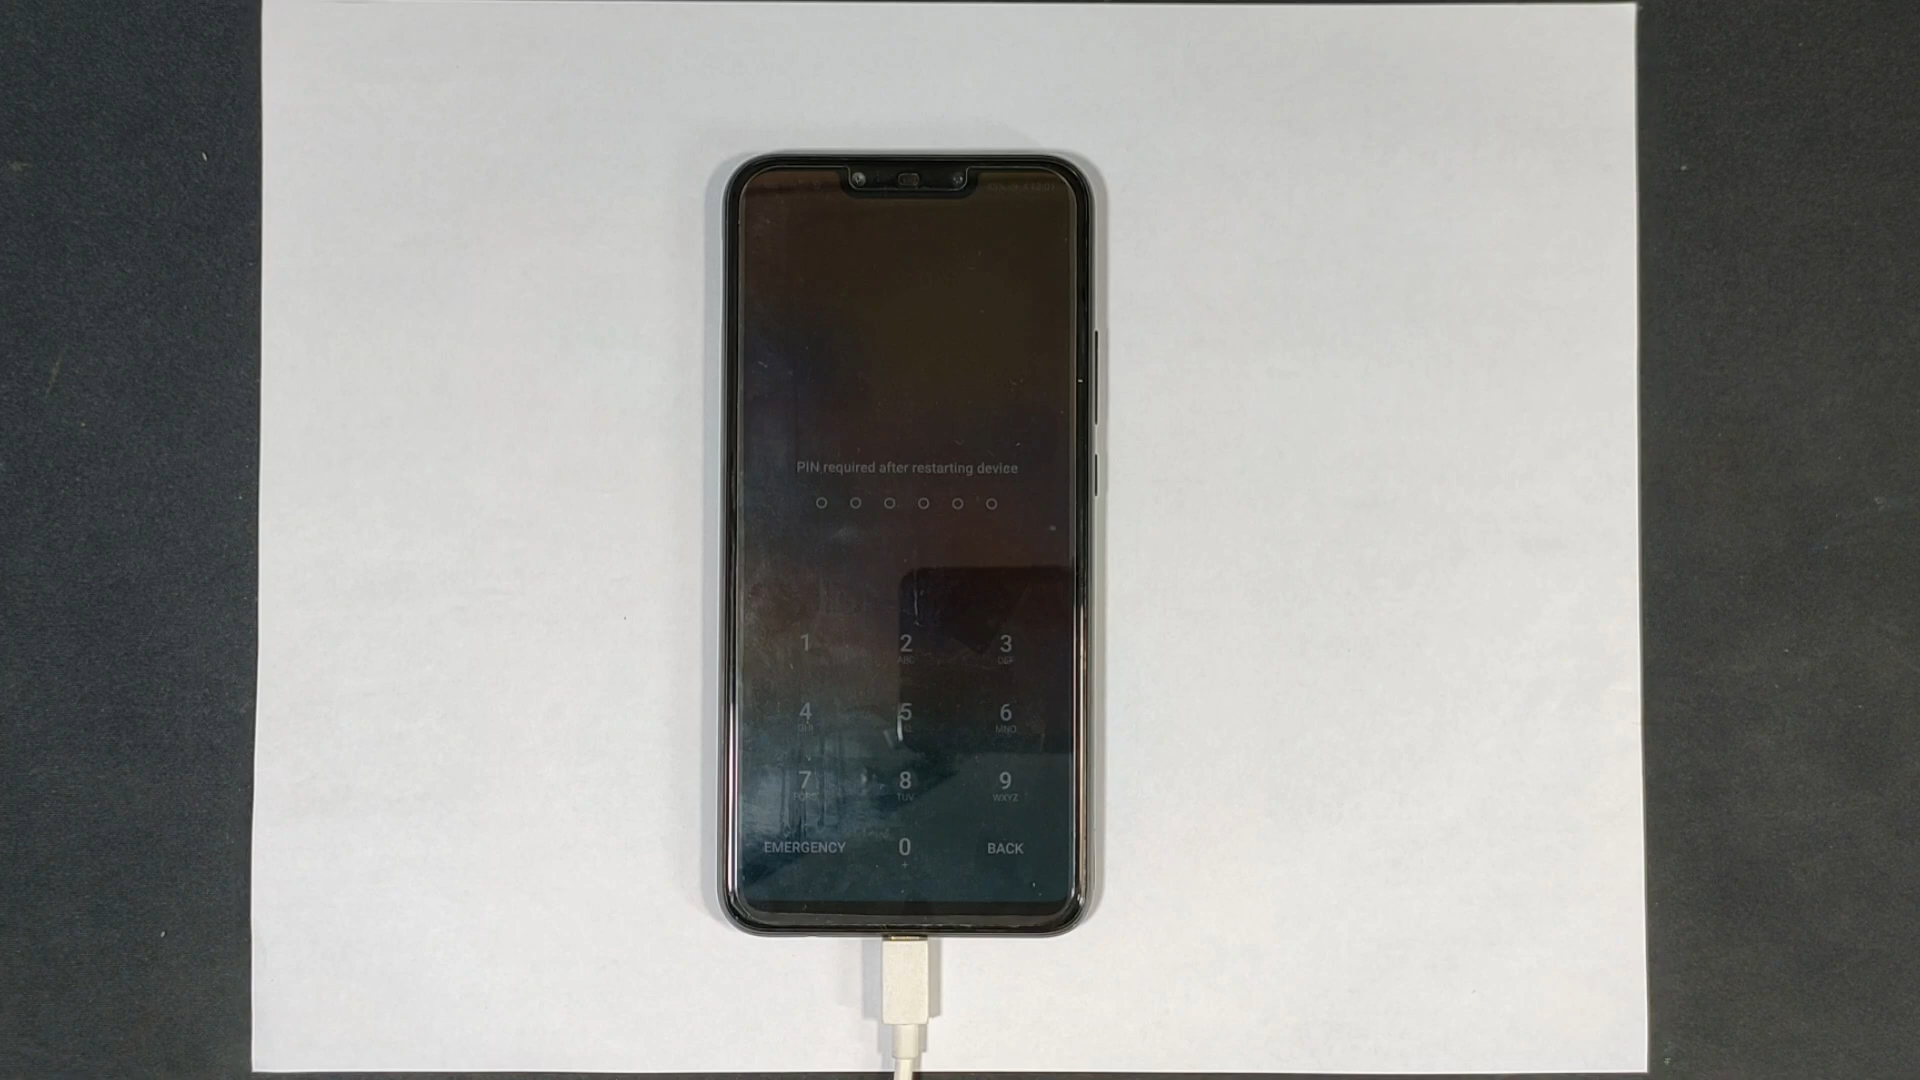 PIN required after restarting device
1 2 3
ABC DEF
4 5 6
MNO
7 8 9
TUV WXYZ
EMERGENCY 0 BACK
+